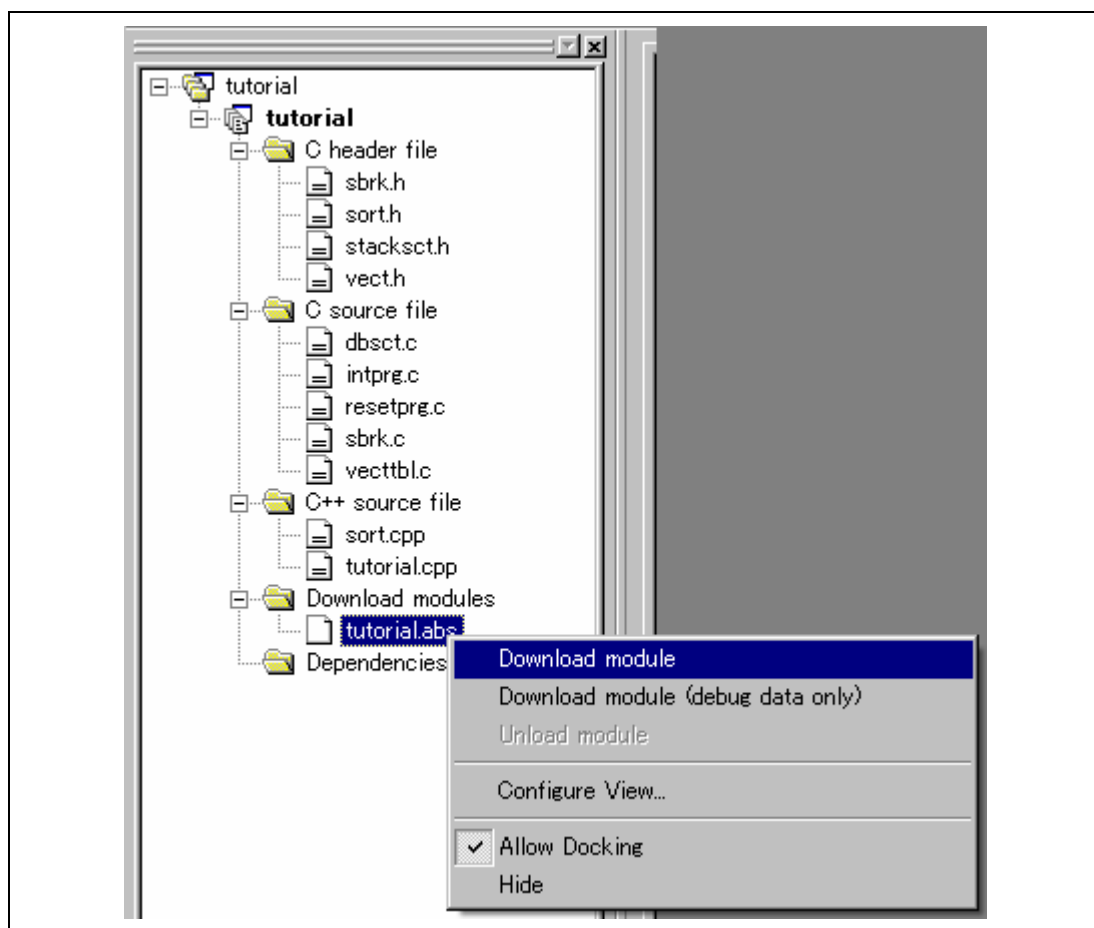 tutorial
tutorial
C header file
sbrk.h
sort.h
stacksct.h
vect.h
C source file
dbsct.c
intprg.c
resetprg.c
sbrk.c
vecttbl.c
C++ source file
sort.cpp
tutorial.cpp
Download modules
tutorial.abs
Dependencies
Download module
Download module (debug data only)
Unload module
Configure View...
Allow Docking
Hide